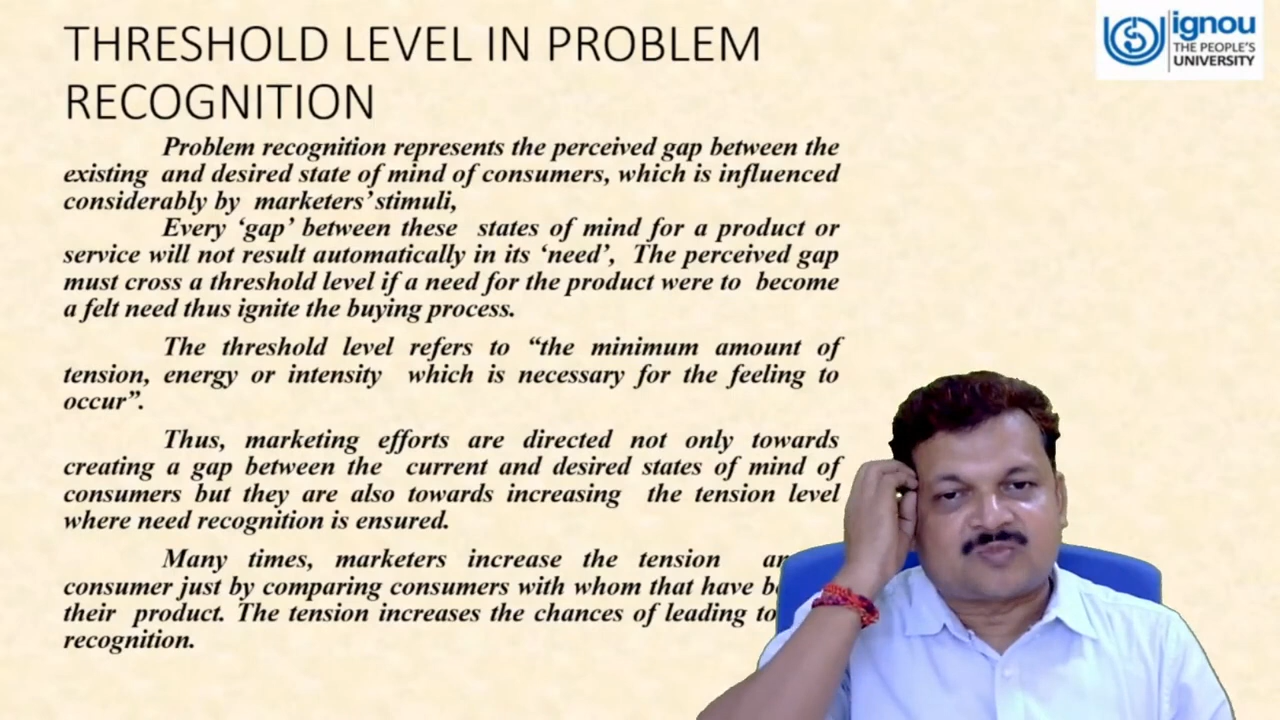 THRESHOLD LEVEL IN PROBLEM
RECOGNITION
ignou
THE PEOPLE'S
UNIVERSITY
Problem recognition represents the perceived gap between the
existing and desired state of mind of consumers, which is influenced
considerably by marketers' stimuli,
Every 'gap' between these states of mind for a product or
service will not result automatically in its 'need', The perceived gap
must cross a threshold level if a need for the product were to become
a felt need thus ignite the buying process.
The threshold level refers to “the minimum amount of
tension, energy or intensity which is necessary for the feeling to
occur”.
Thus, marketing efforts are directed not only towards
creating a gap between the current and desired states of mind of
consumers but they are also towards increasing the tension level
where need recognition is ensured.
Many times, marketers increase the tension
consumer just by comparing consumers with whom that have
their product. The tension increases the chances of leading to
recognition.